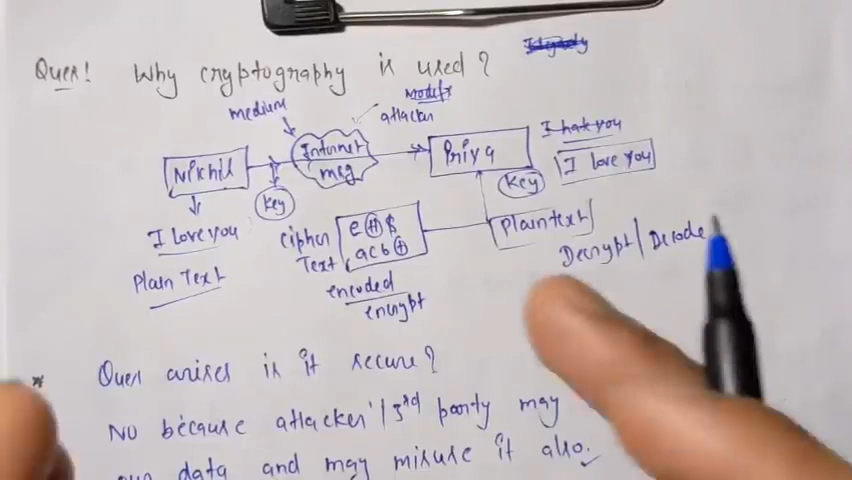 Ques! Why cryptography is used?
medium
modify
attacker
Nikhil
Internet
msg
Priya
I hate you
I love you
Key
Key
I love you
Plain Text
cipher
Text
e # $
a c b +
encoded
encrypt
Plaintext
Decrypt/Decode
* Ques arises is it secure?
No because attacker/3rd party may
our data and may misuse it also.